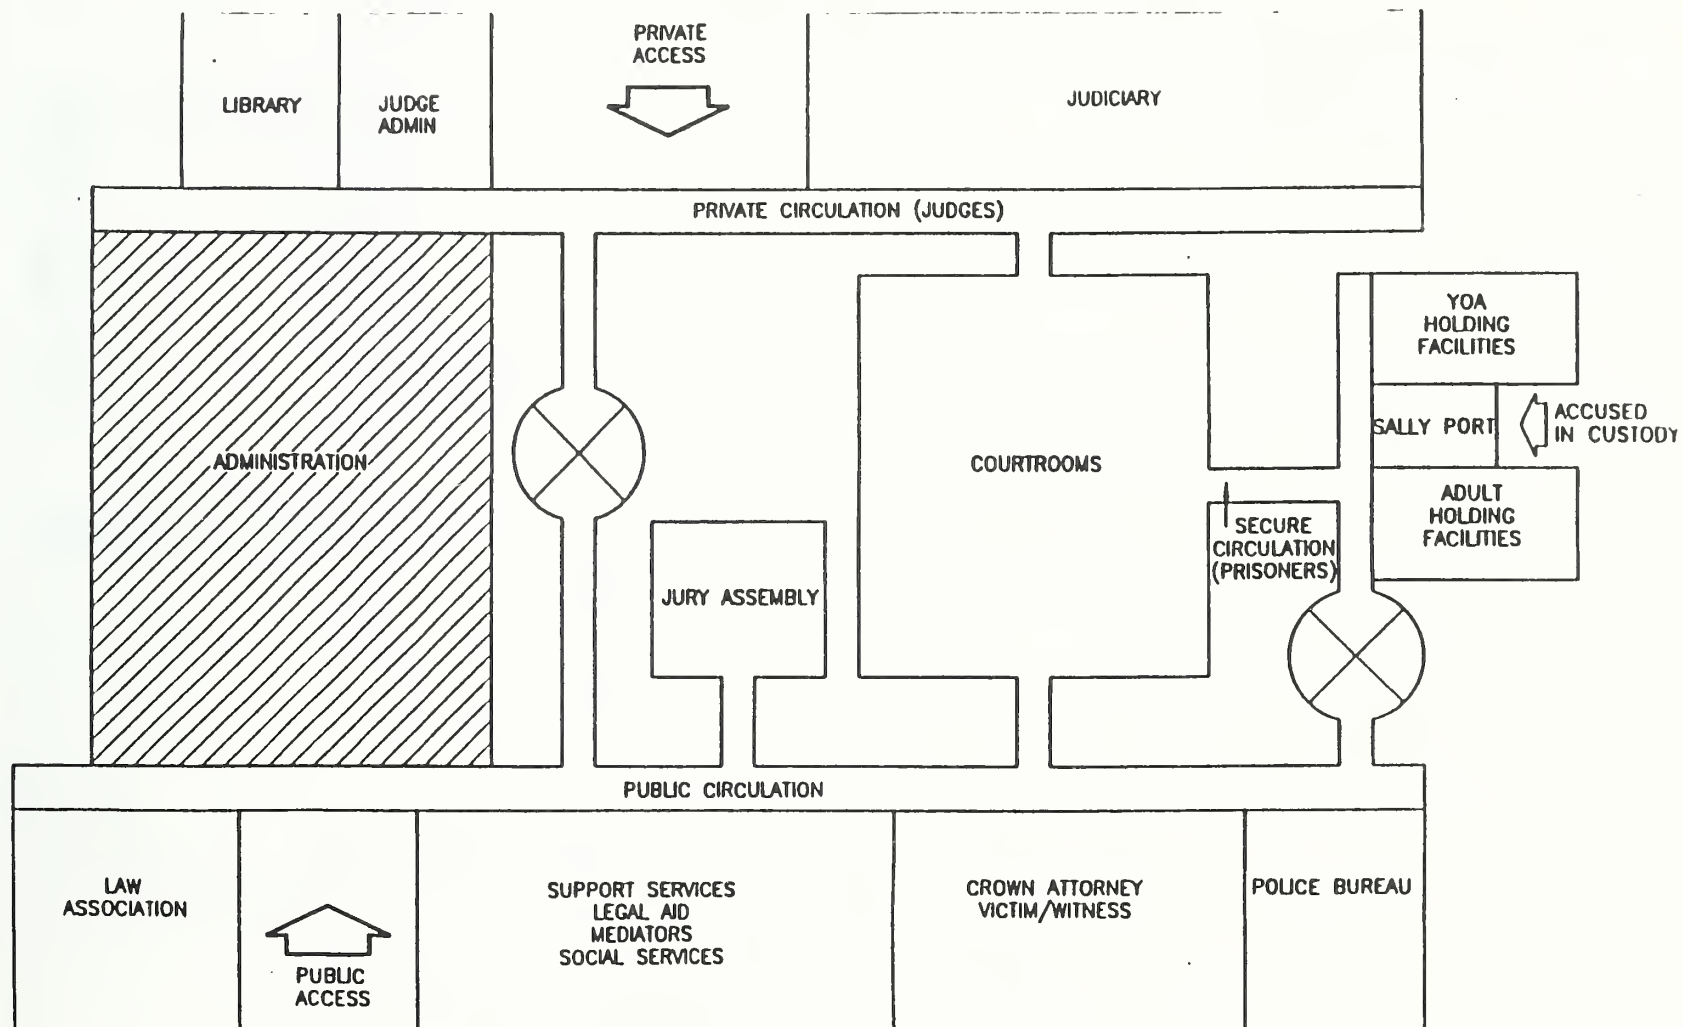 PRIVATE
ACCESS
LIBRARY
JUDGE
ADMIN
JUDICIARY
PRIVATE CIRCULATION (JUDGES)
YOA
HOLDING
FACILITIES
SALLY PORT
ACCUSED
IN CUSTODY
ADMINISTRATION
COURTROOMS
ADULT
HOLDING
FACILITIES
SECURE
CIRCULATION
(PRISONERS)
JURY ASSEMBLY
PUBLIC CIRCULATION
LAW
ASSOCIATION
PUBLIC
ACCESS
SUPPORT SERVICES
LEGAL AID
MEDIATORS
SOCIAL SERVICES
CROWN ATTORNEY
VICTIM/WITNESS
POLICE BUREAU